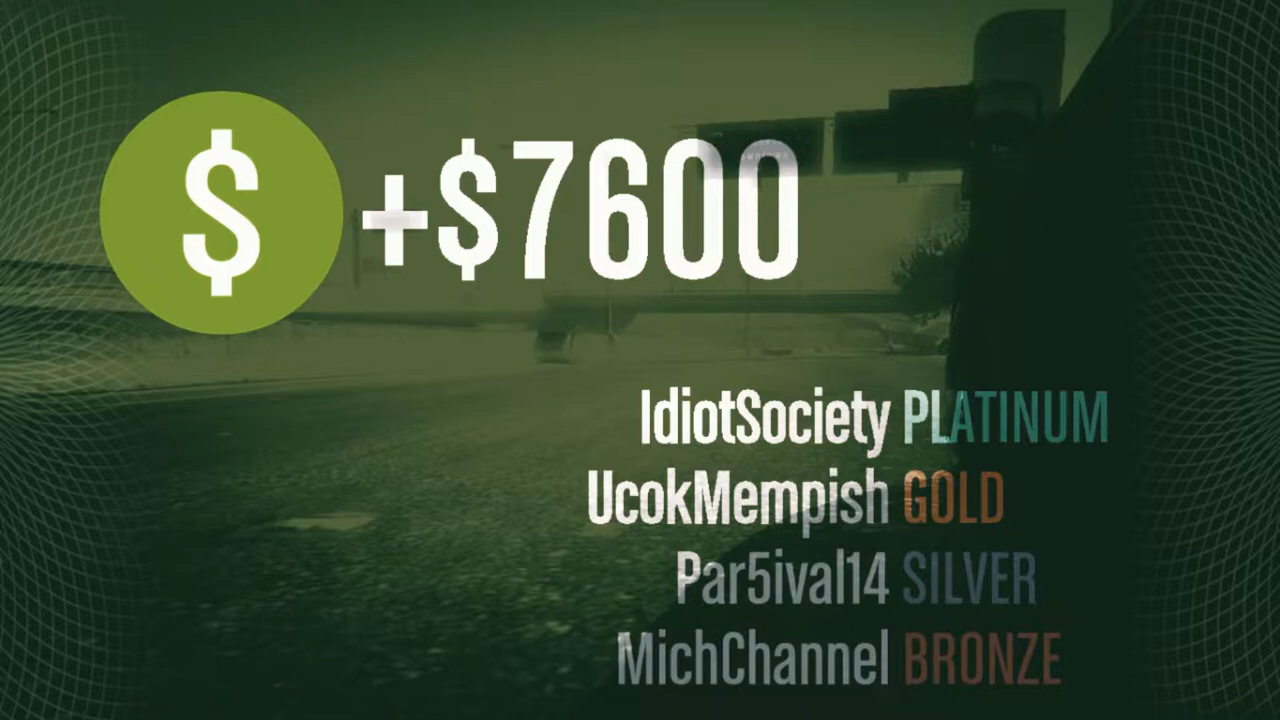 $ +$7600
IdiotSociety PLATINUM
UcokMempish GOLD
Par5ival14 SILVER
MichChannel BRONZE